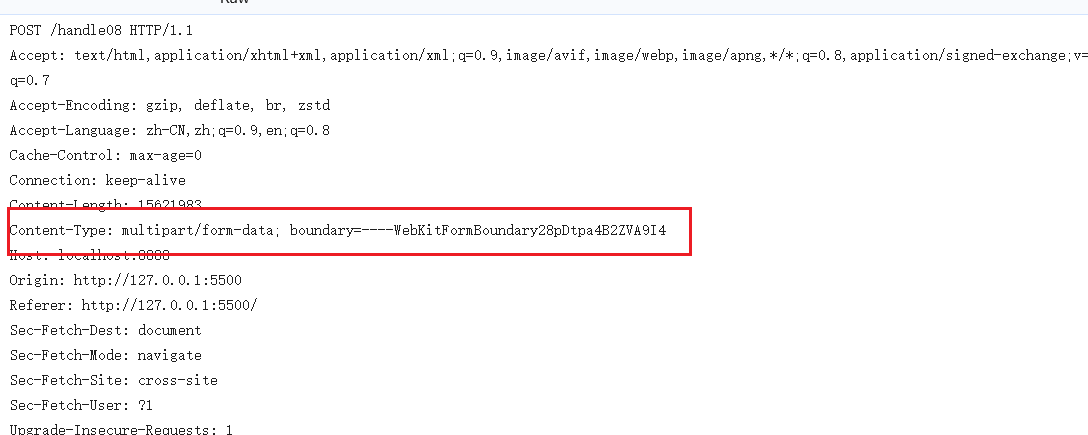 Raw
POST /handle08 HTTP/1.1
Accept: text/html,application/xhtml+xml,application/xml;q=0.9,image/avif,image/webp,image/apng,*/*;q=0.8,application/signed-exchange;v=
q=0.7
Accept-Encoding: gzip, deflate, br, zstd
Accept-Language: zh-CN,zh;q=0.9,en;q=0.8
Cache-Control: max-age=0
Connection: keep-alive
Content-Length: 15621983
Content-Type: multipart/form-data; boundary=----WebKitFormBoundary28pDtpa4B2ZVA9I4
Host: localhost:8888
Origin: http://127.0.0.1:5500
Referer: http://127.0.0.1:5500/
Sec-Fetch-Dest: document
Sec-Fetch-Mode: navigate
Sec-Fetch-Site: cross-site
Sec-Fetch-User: ?1
Upgrade-Insecure-Requests: 1